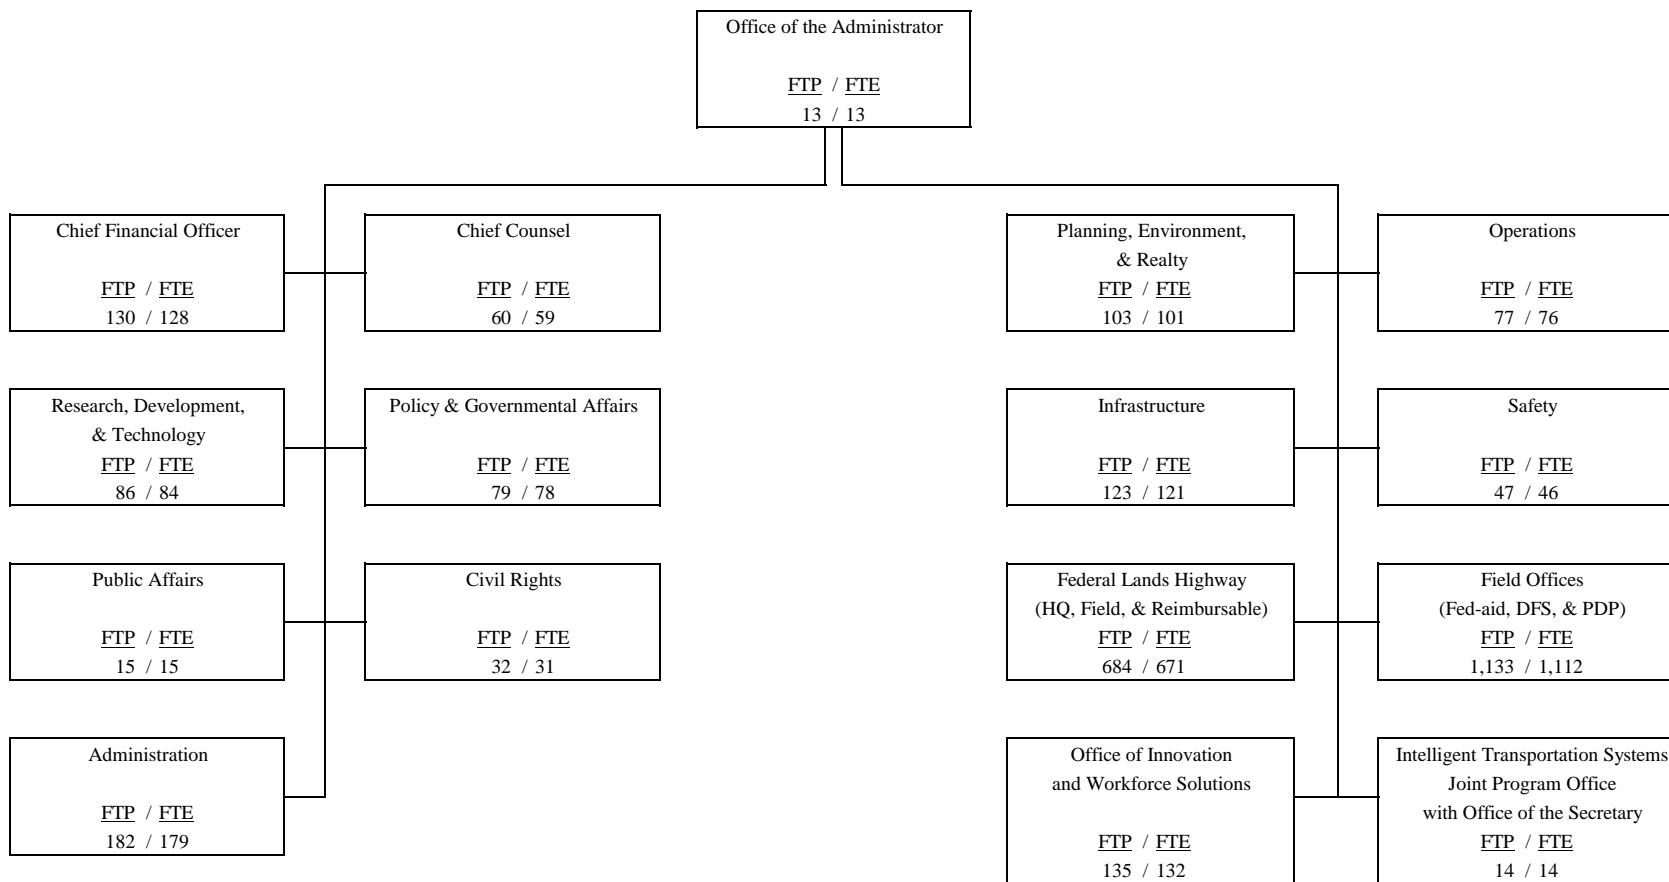 Office of the Administrator
FTP / FTE
13 / 13
Chief Financial Officer
FTP / FTE
130 / 128
Chief Counsel
FTP / FTE
60 / 59
Planning, Environment,
& Realty
FTP / FTE
103 / 101
Operations
FTP / FTE
77 / 76
Research, Development,
& Technology
FTP / FTE
86 / 84
Policy & Governmental Affairs
FTP / FTE
79 / 78
Infrastructure
FTP / FTE
123 / 121
Safety
FTP / FTE
47 / 46
Public Affairs
FTP / FTE
15 / 15
Civil Rights
FTP / FTE
32 / 31
Federal Lands Highway
(HQ, Field, & Reimbursable)
FTP / FTE
684 / 671
Field Offices
(Fed-aid, DFS, & PDP)
FTP / FTE
1,133 / 1,112
Administration
FTP / FTE
182 / 179
Office of Innovation
and Workforce Solutions
FTP / FTE
135 / 132
Intelligent Transportation Systems
Joint Program Office
with Office of the Secretary
FTP / FTE
14 / 14